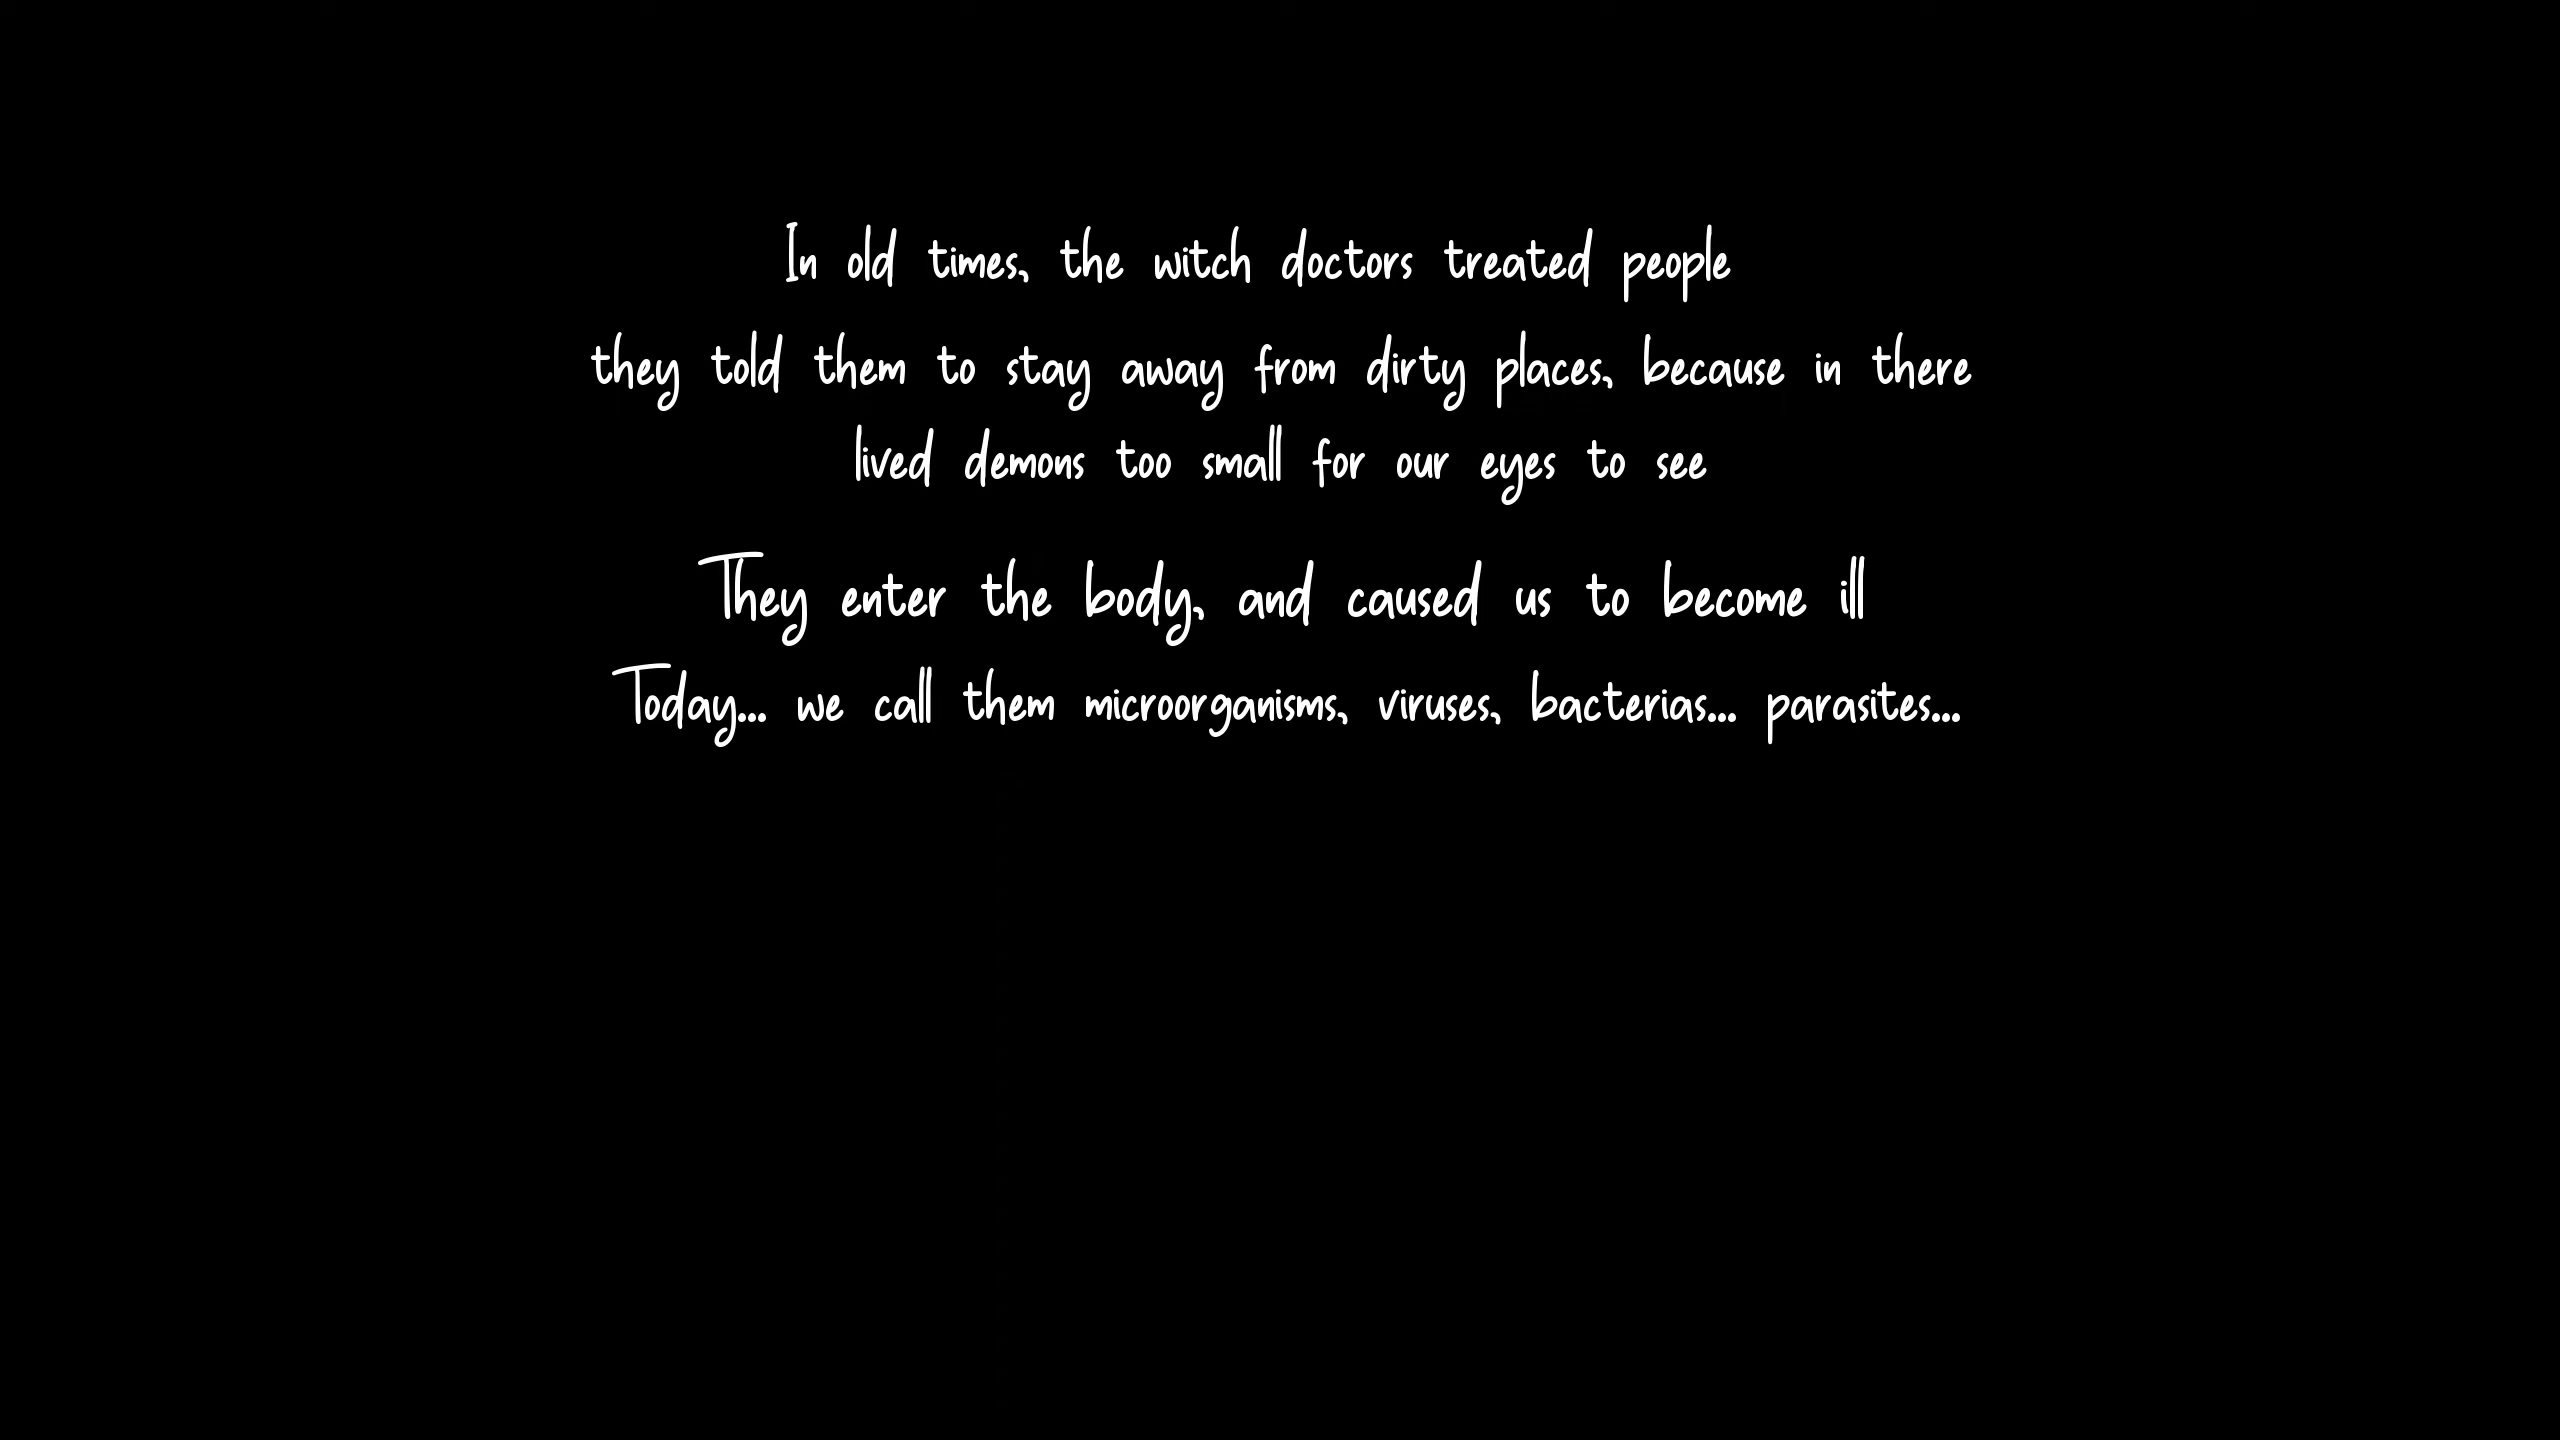 In old times, the witch doctors treated people
they told them to stay away from dirty places, because in there
lived demons too small for our eyes to see
They enter the body, and caused us to become ill
Today... we call them microorganisms, viruses, bacterias... parasites...